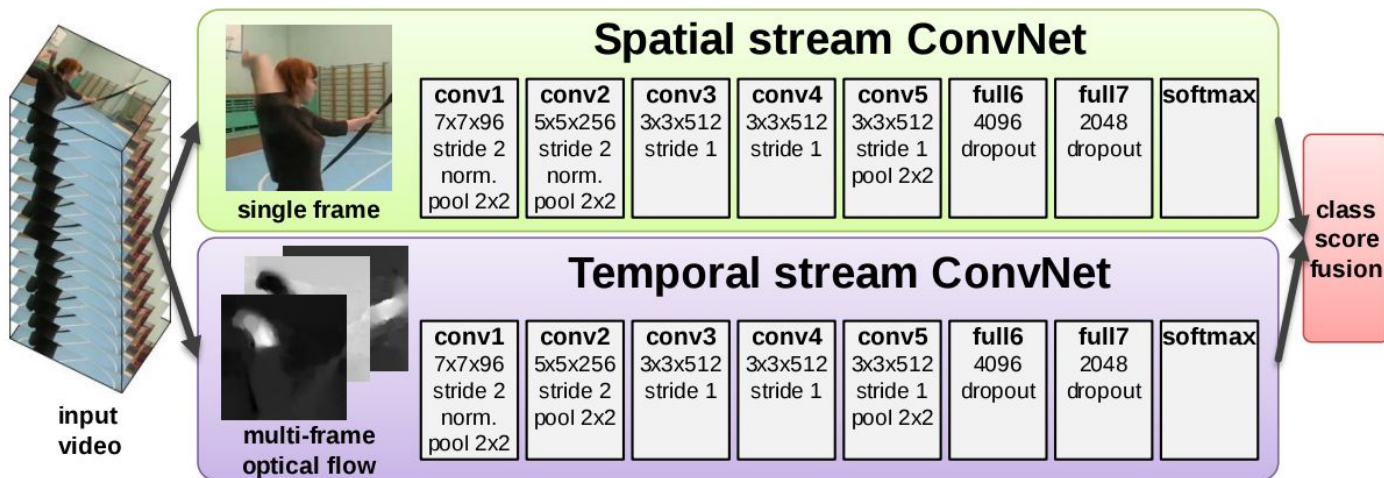 Spatial stream ConvNet
conv1
7x7x96
stride 2
norm.
pool 2x2
conv2
5x5x256
stride 2
norm.
pool 2x2
conv3
3x3x512
stride 1
conv4
3x3x512
stride 1
conv5
3x3x512
stride 1
pool 2x2
full6
4096
dropout
full7
2048
dropout
softmax
single frame
Temporal stream ConvNet
conv1
7x7x96
stride 2
norm.
pool 2x2
conv2
5x5x256
stride 2
pool 2x2
conv3
3x3x512
stride 1
conv4
3x3x512
stride 1
conv5
3x3x512
stride 1
pool 2x2
full6
4096
dropout
full7
2048
dropout
softmax
multi-frame
optical flow
input
video
class
score
fusion